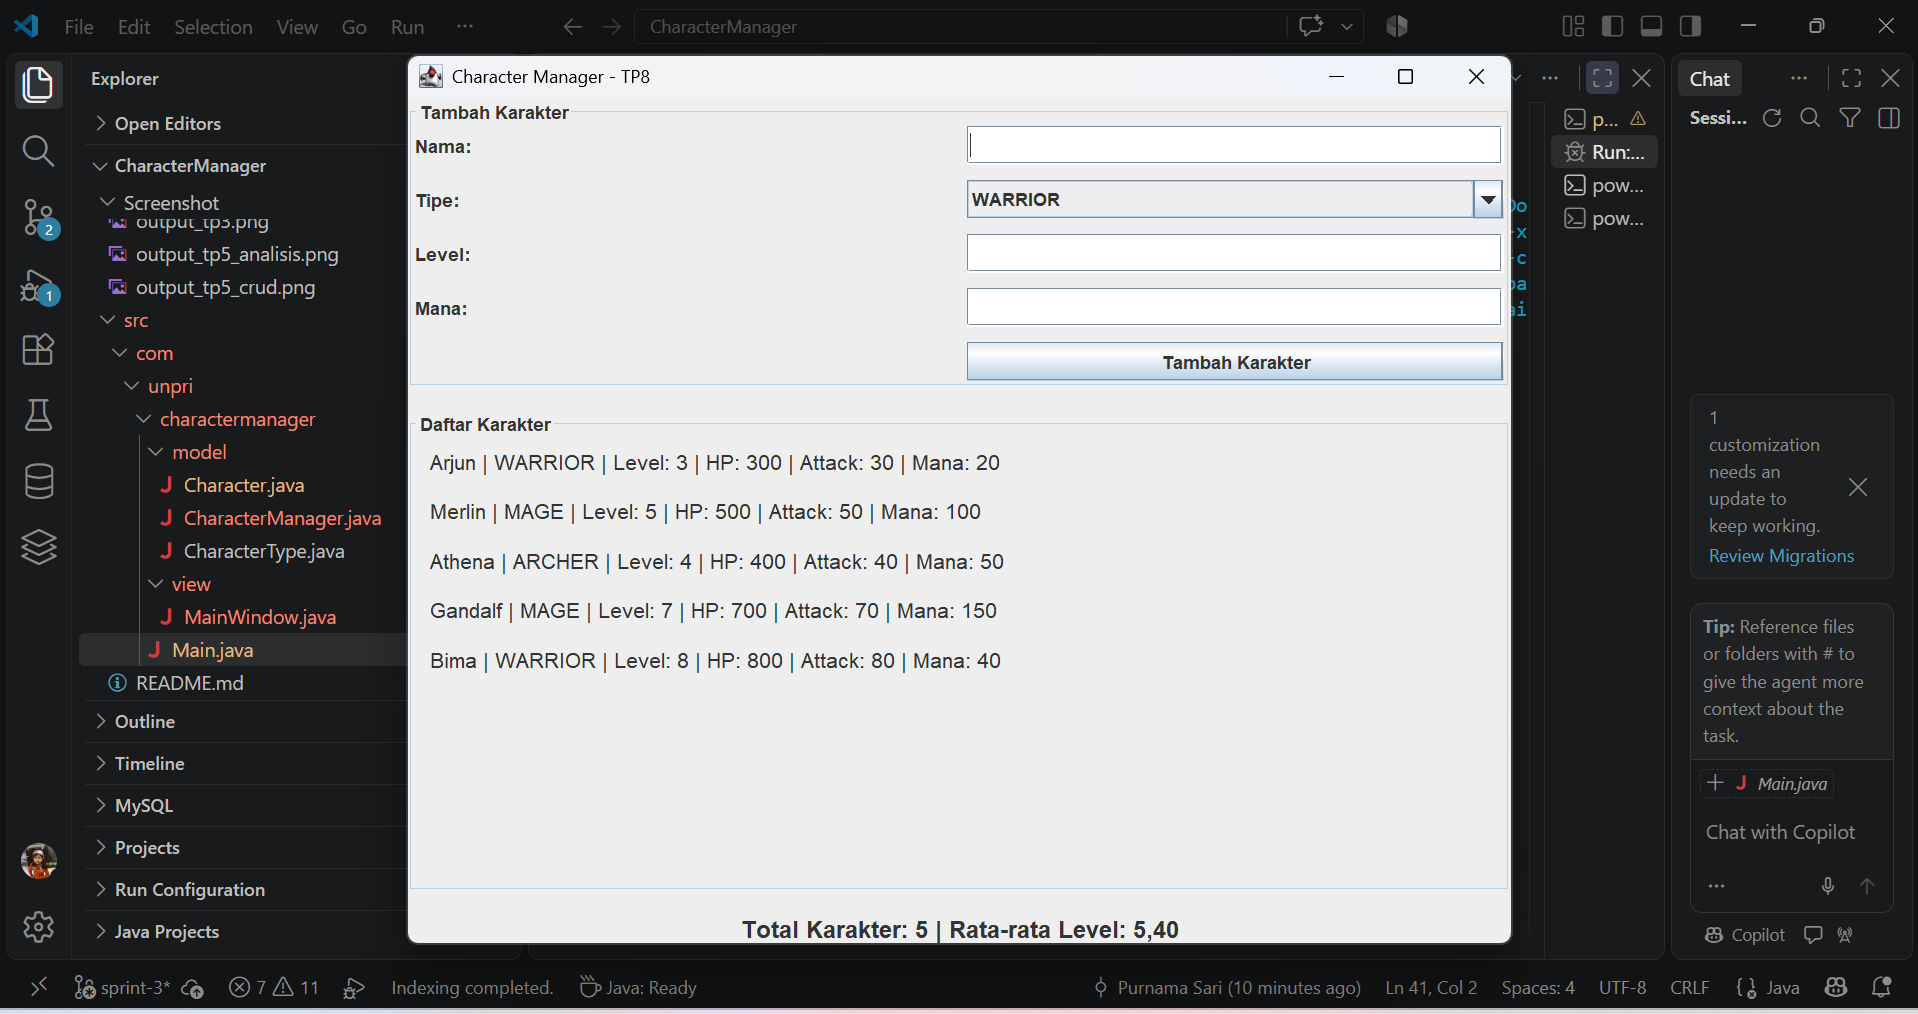 File Edit Selection View Go Run ··· CharacterManager
Explorer
Open Editors
CharacterManager
Screenshot
output_tp3.png
output_tp5_analisis.png
output_tp5_crud.png
src
com
unpri
charactermanager
model
Character.java
CharacterManager.java
CharacterType.java
view
MainWindow.java
Main.java
README.md
Outline
Timeline
MySQL
Projects
Run Configuration
Java Projects
2
1
Character Manager - TP8
Tambah Karakter
Nama:
Tipe: WARRIOR
Level:
Mana:
Tambah Karakter
Daftar Karakter
Arjun | WARRIOR | Level: 3 | HP: 300 | Attack: 30 | Mana: 20
Merlin | MAGE | Level: 5 | HP: 500 | Attack: 50 | Mana: 100
Athena | ARCHER | Level: 4 | HP: 400 | Attack: 40 | Mana: 50
Gandalf | MAGE | Level: 7 | HP: 700 | Attack: 70 | Mana: 150
Bima | WARRIOR | Level: 8 | HP: 800 | Attack: 80 | Mana: 40
Total Karakter: 5 | Rata-rata Level: 5,40
p...
Run:...
pow...
pow...
Chat
Sessi...
1
customization
needs an
update to
keep working.
Review Migrations
Tip: Reference files
or folders with # to
give the agent more
context about the
task.
Main.java
Chat with Copilot
Copilot
sprint-3* 7 11 Indexing completed. Java: Ready Purnama Sari (10 minutes ago) Ln 41, Col 2 Spaces: 4 UTF-8 CRLF Java